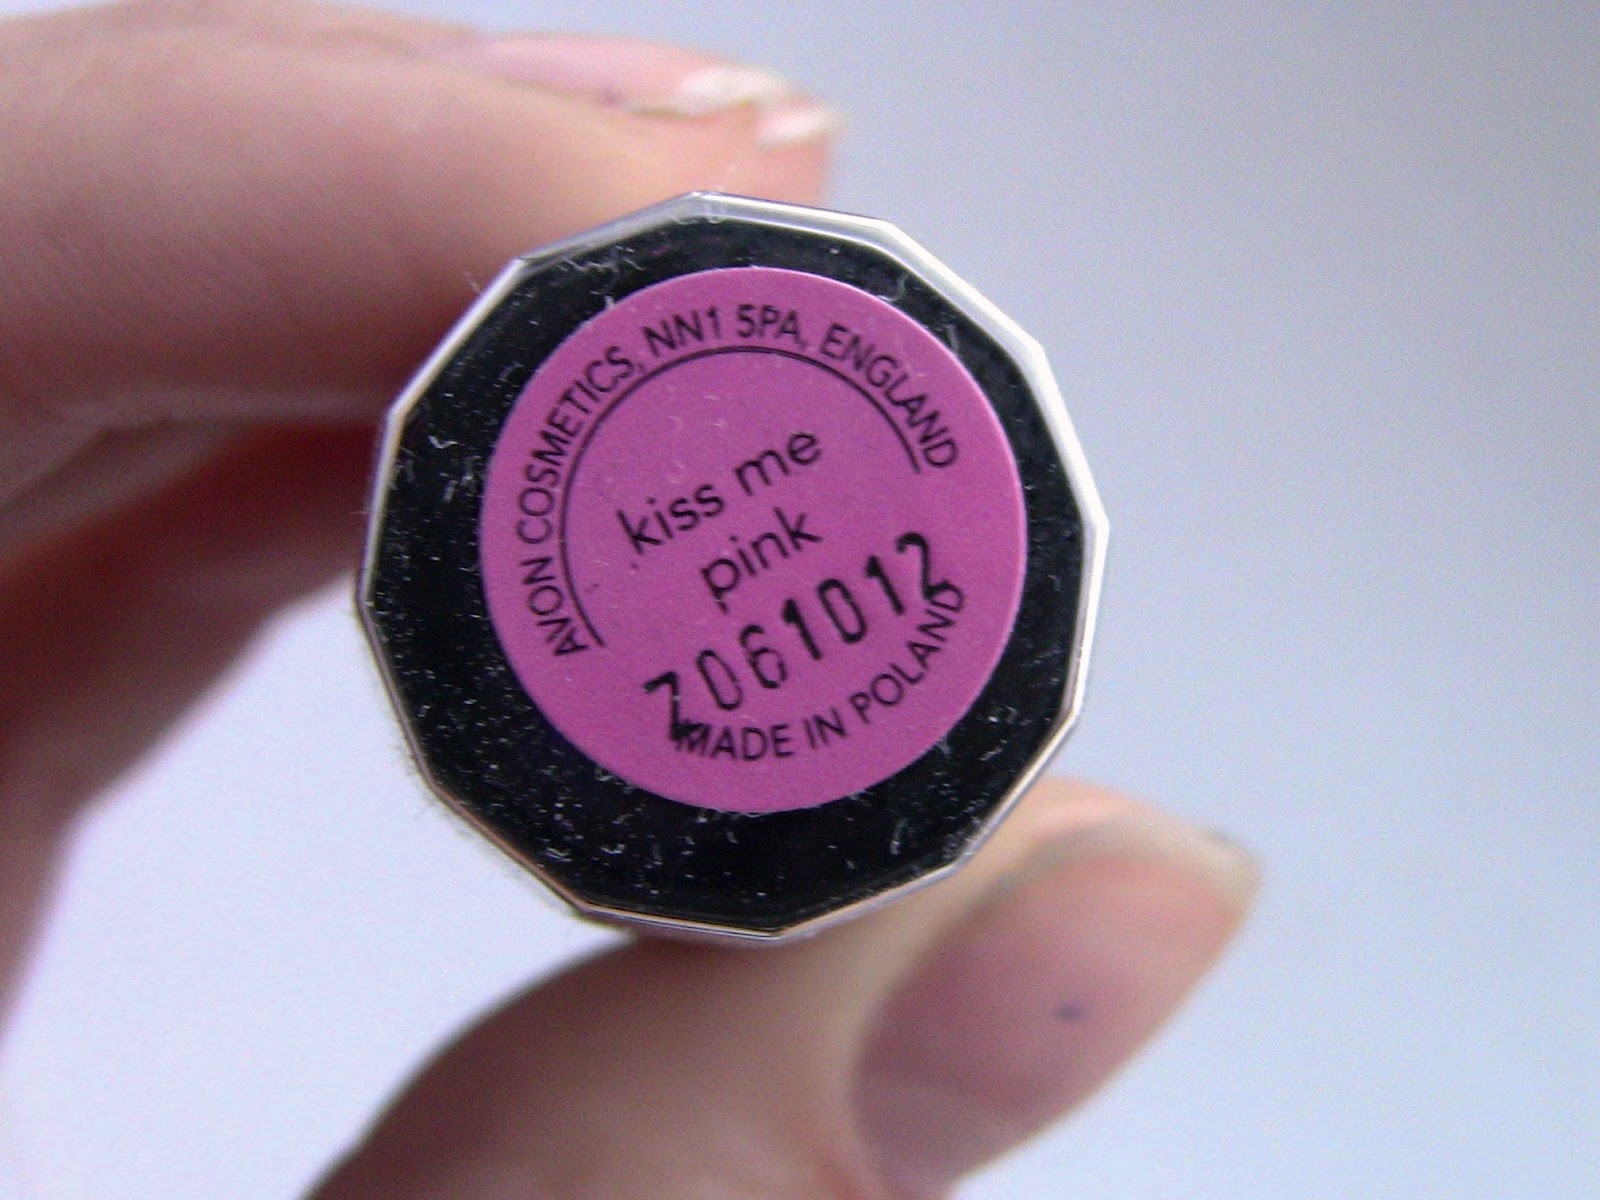 AVON COSMETICS, NN1 5PA, ENGLAND
kiss me
pink
Z061012
MADE IN POLAND